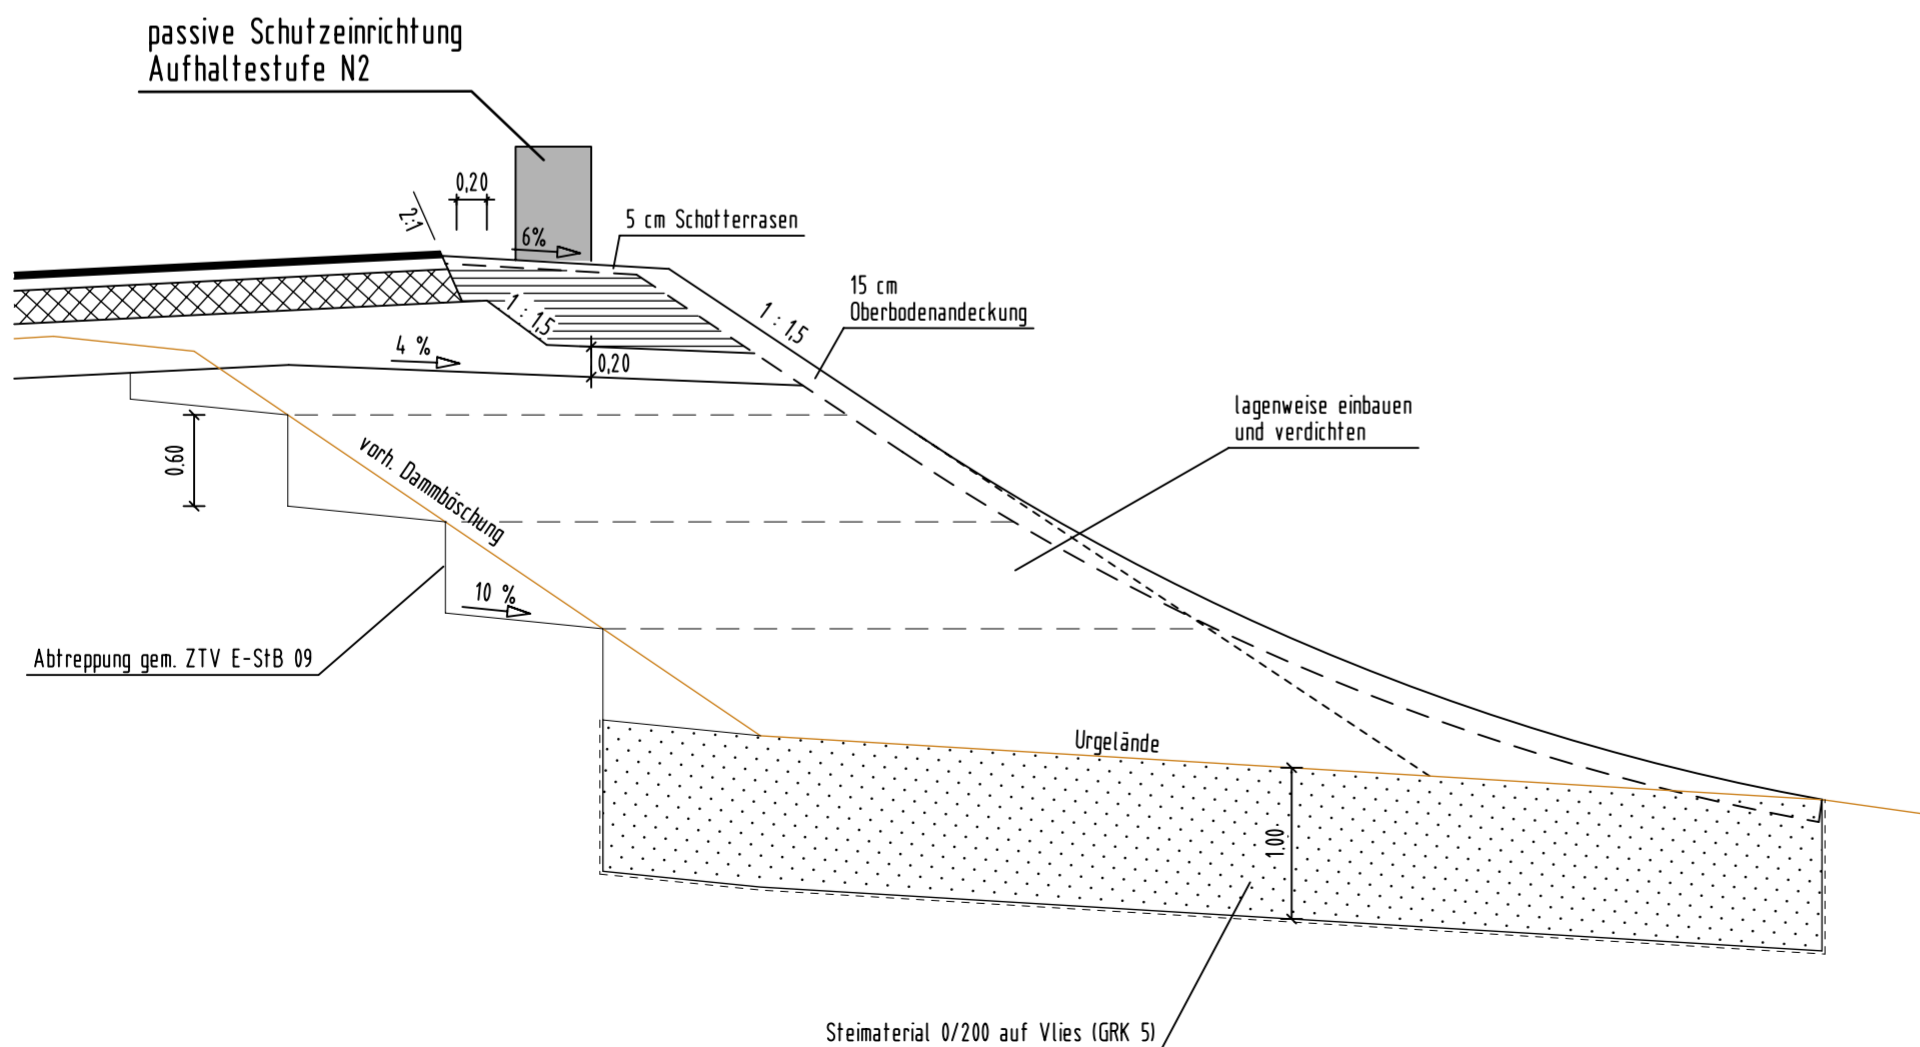 passive Schutzeinrichtung
Aufhaltestufe N2
0,20
2:1
6%
5 cm Schotterrasen
15 cm
Oberbodenandeckung
1 : 1,5
1 : 1,5
4 %
0,20
lagenweise einbauen
und verdichten
0.60
vorh. Dammböschung
10 %
Abtreppung gem. ZTV E-StB 09
Urgelände
1.00
Steimaterial 0/200 auf Vlies (GRK 5)